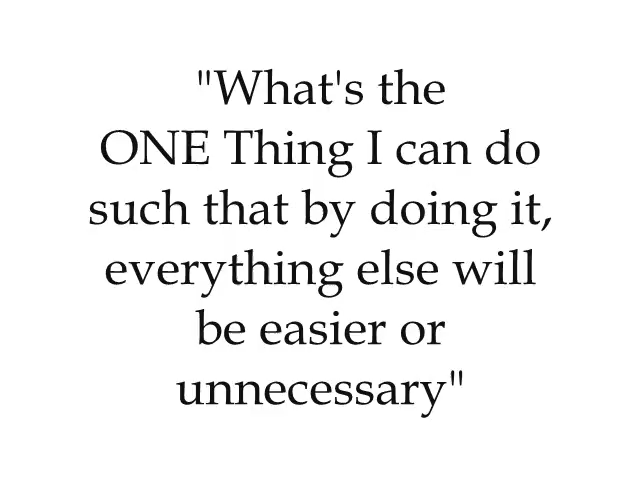 "What's the
ONE Thing I can do
such that by doing it,
everything else will
be easier or
unnecessary"